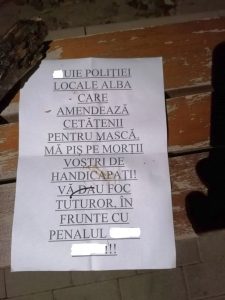 UIE POLIȚIEI
LOCALE ALBA
CARE
AMENDEAZĂ
CETĂȚENII
PENTRU MASCĂ.
MĂ PIȘ PE MORȚII
VOȘTRI DE
HANDICAPAȚI!
VĂ DAU FOC
TUTUROR, ÎN
FRUNTE CU
PENALUL
!!!